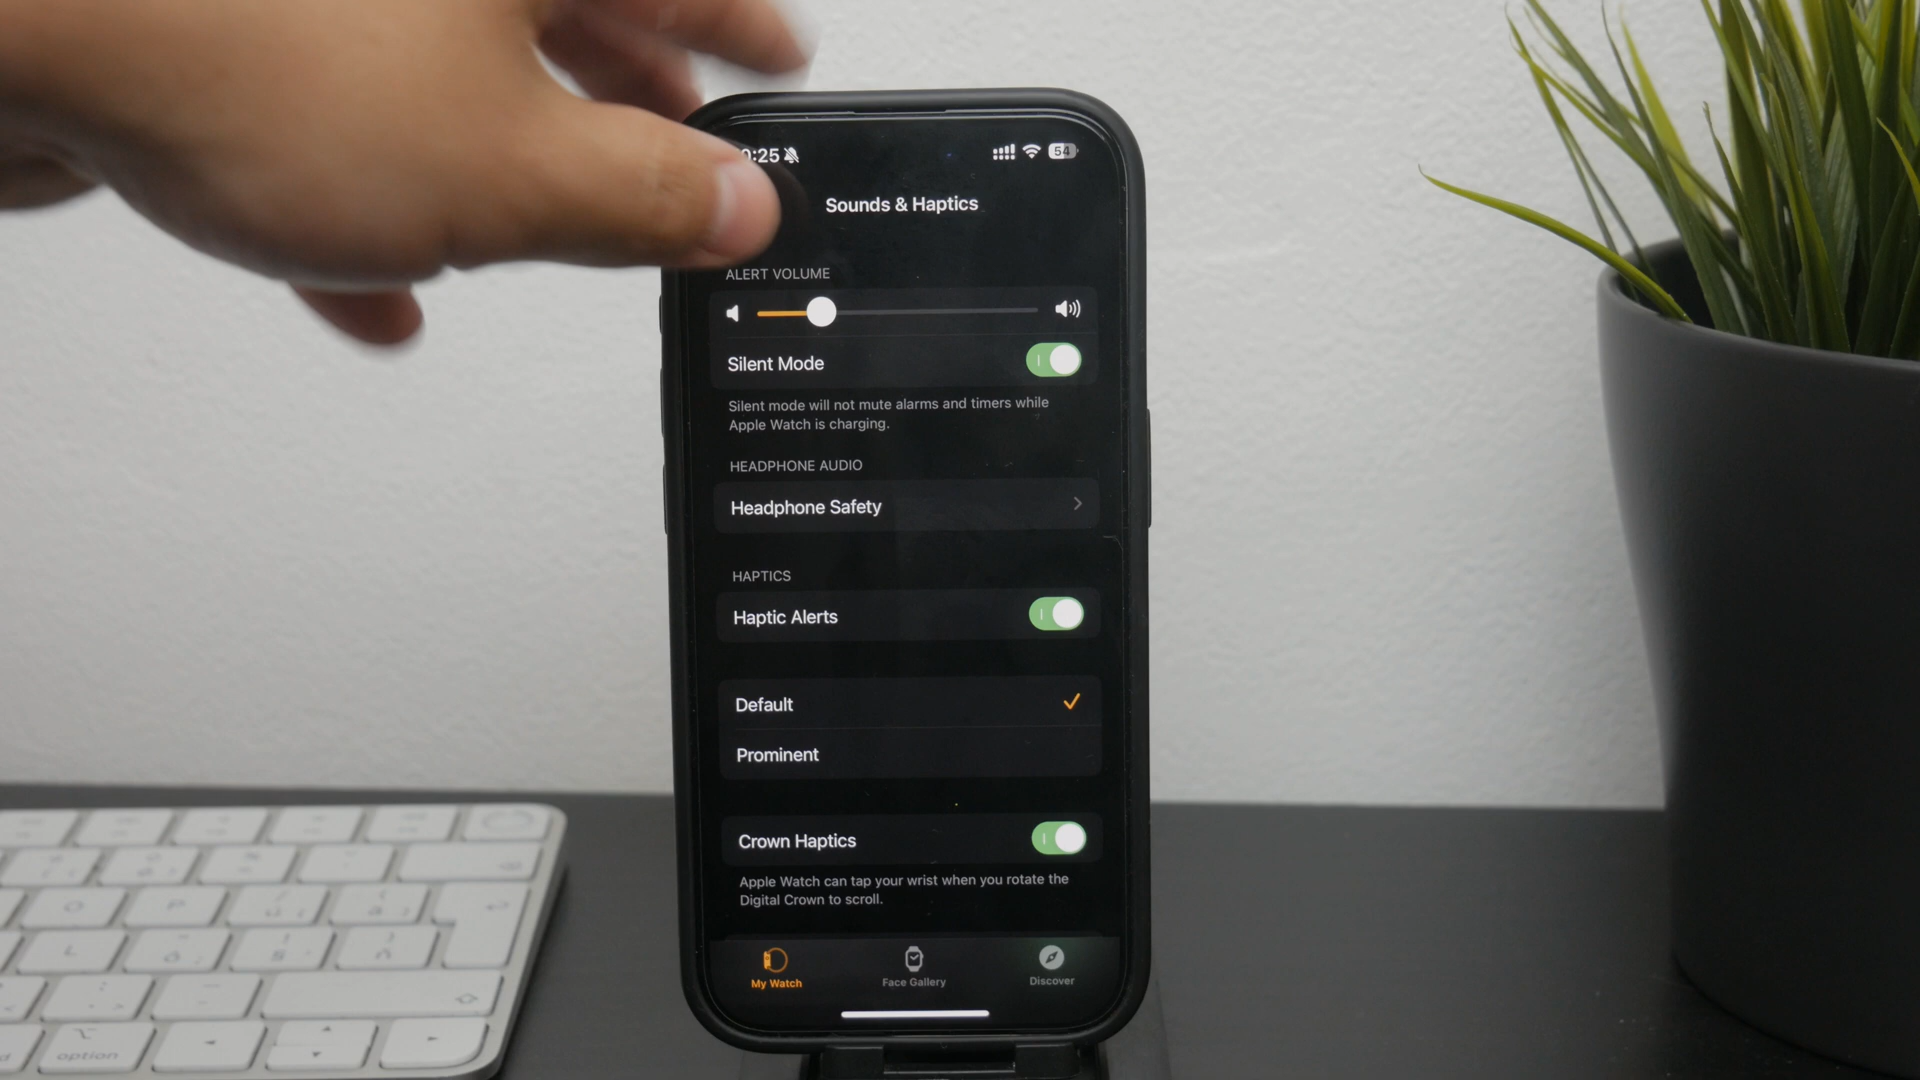 :25
54
Sounds & Haptics
ALERT VOLUME
Silent Mode
Silent mode will not mute alarms and timers while
Apple Watch is charging.
HEADPHONE AUDIO
Headphone Safety
HAPTICS
Haptic Alerts
Default
Prominent
Crown Haptics
Apple Watch can tap your wrist when you rotate the
Digital Crown to scroll.
My Watch
Face Gallery
Discover
option